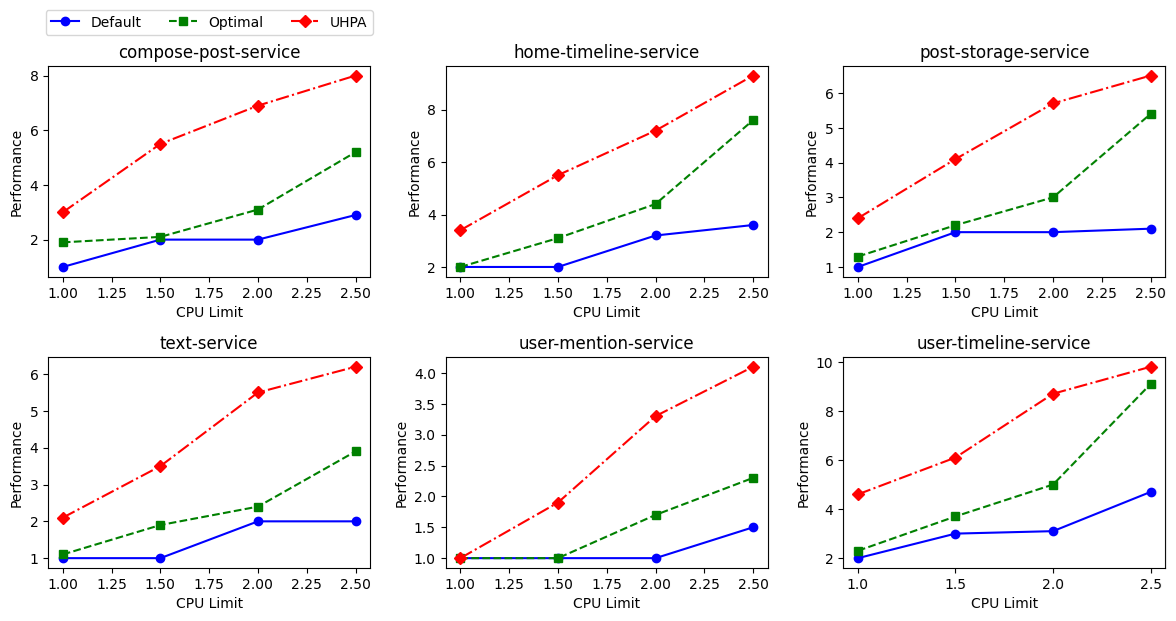 Default Optimal UHPA
compose-post-service
Performance
8
6
4
2
1.00 1.25 1.50 1.75 2.00 2.25 2.50
CPU Limit
home-timeline-service
Performance
8
6
4
2
1.00 1.25 1.50 1.75 2.00 2.25 2.50
CPU Limit
post-storage-service
Performance
6
5
4
3
2
1
1.00 1.25 1.50 1.75 2.00 2.25 2.50
CPU Limit
text-service
Performance
6
5
4
3
2
1
1.00 1.25 1.50 1.75 2.00 2.25 2.50
CPU Limit
user-mention-service
Performance
4.0
3.5
3.0
2.5
2.0
1.5
1.0
1.00 1.25 1.50 1.75 2.00 2.25 2.50
CPU Limit
user-timeline-service
Performance
10
8
6
4
2
1.0 1.5 2.0 2.5
CPU Limit